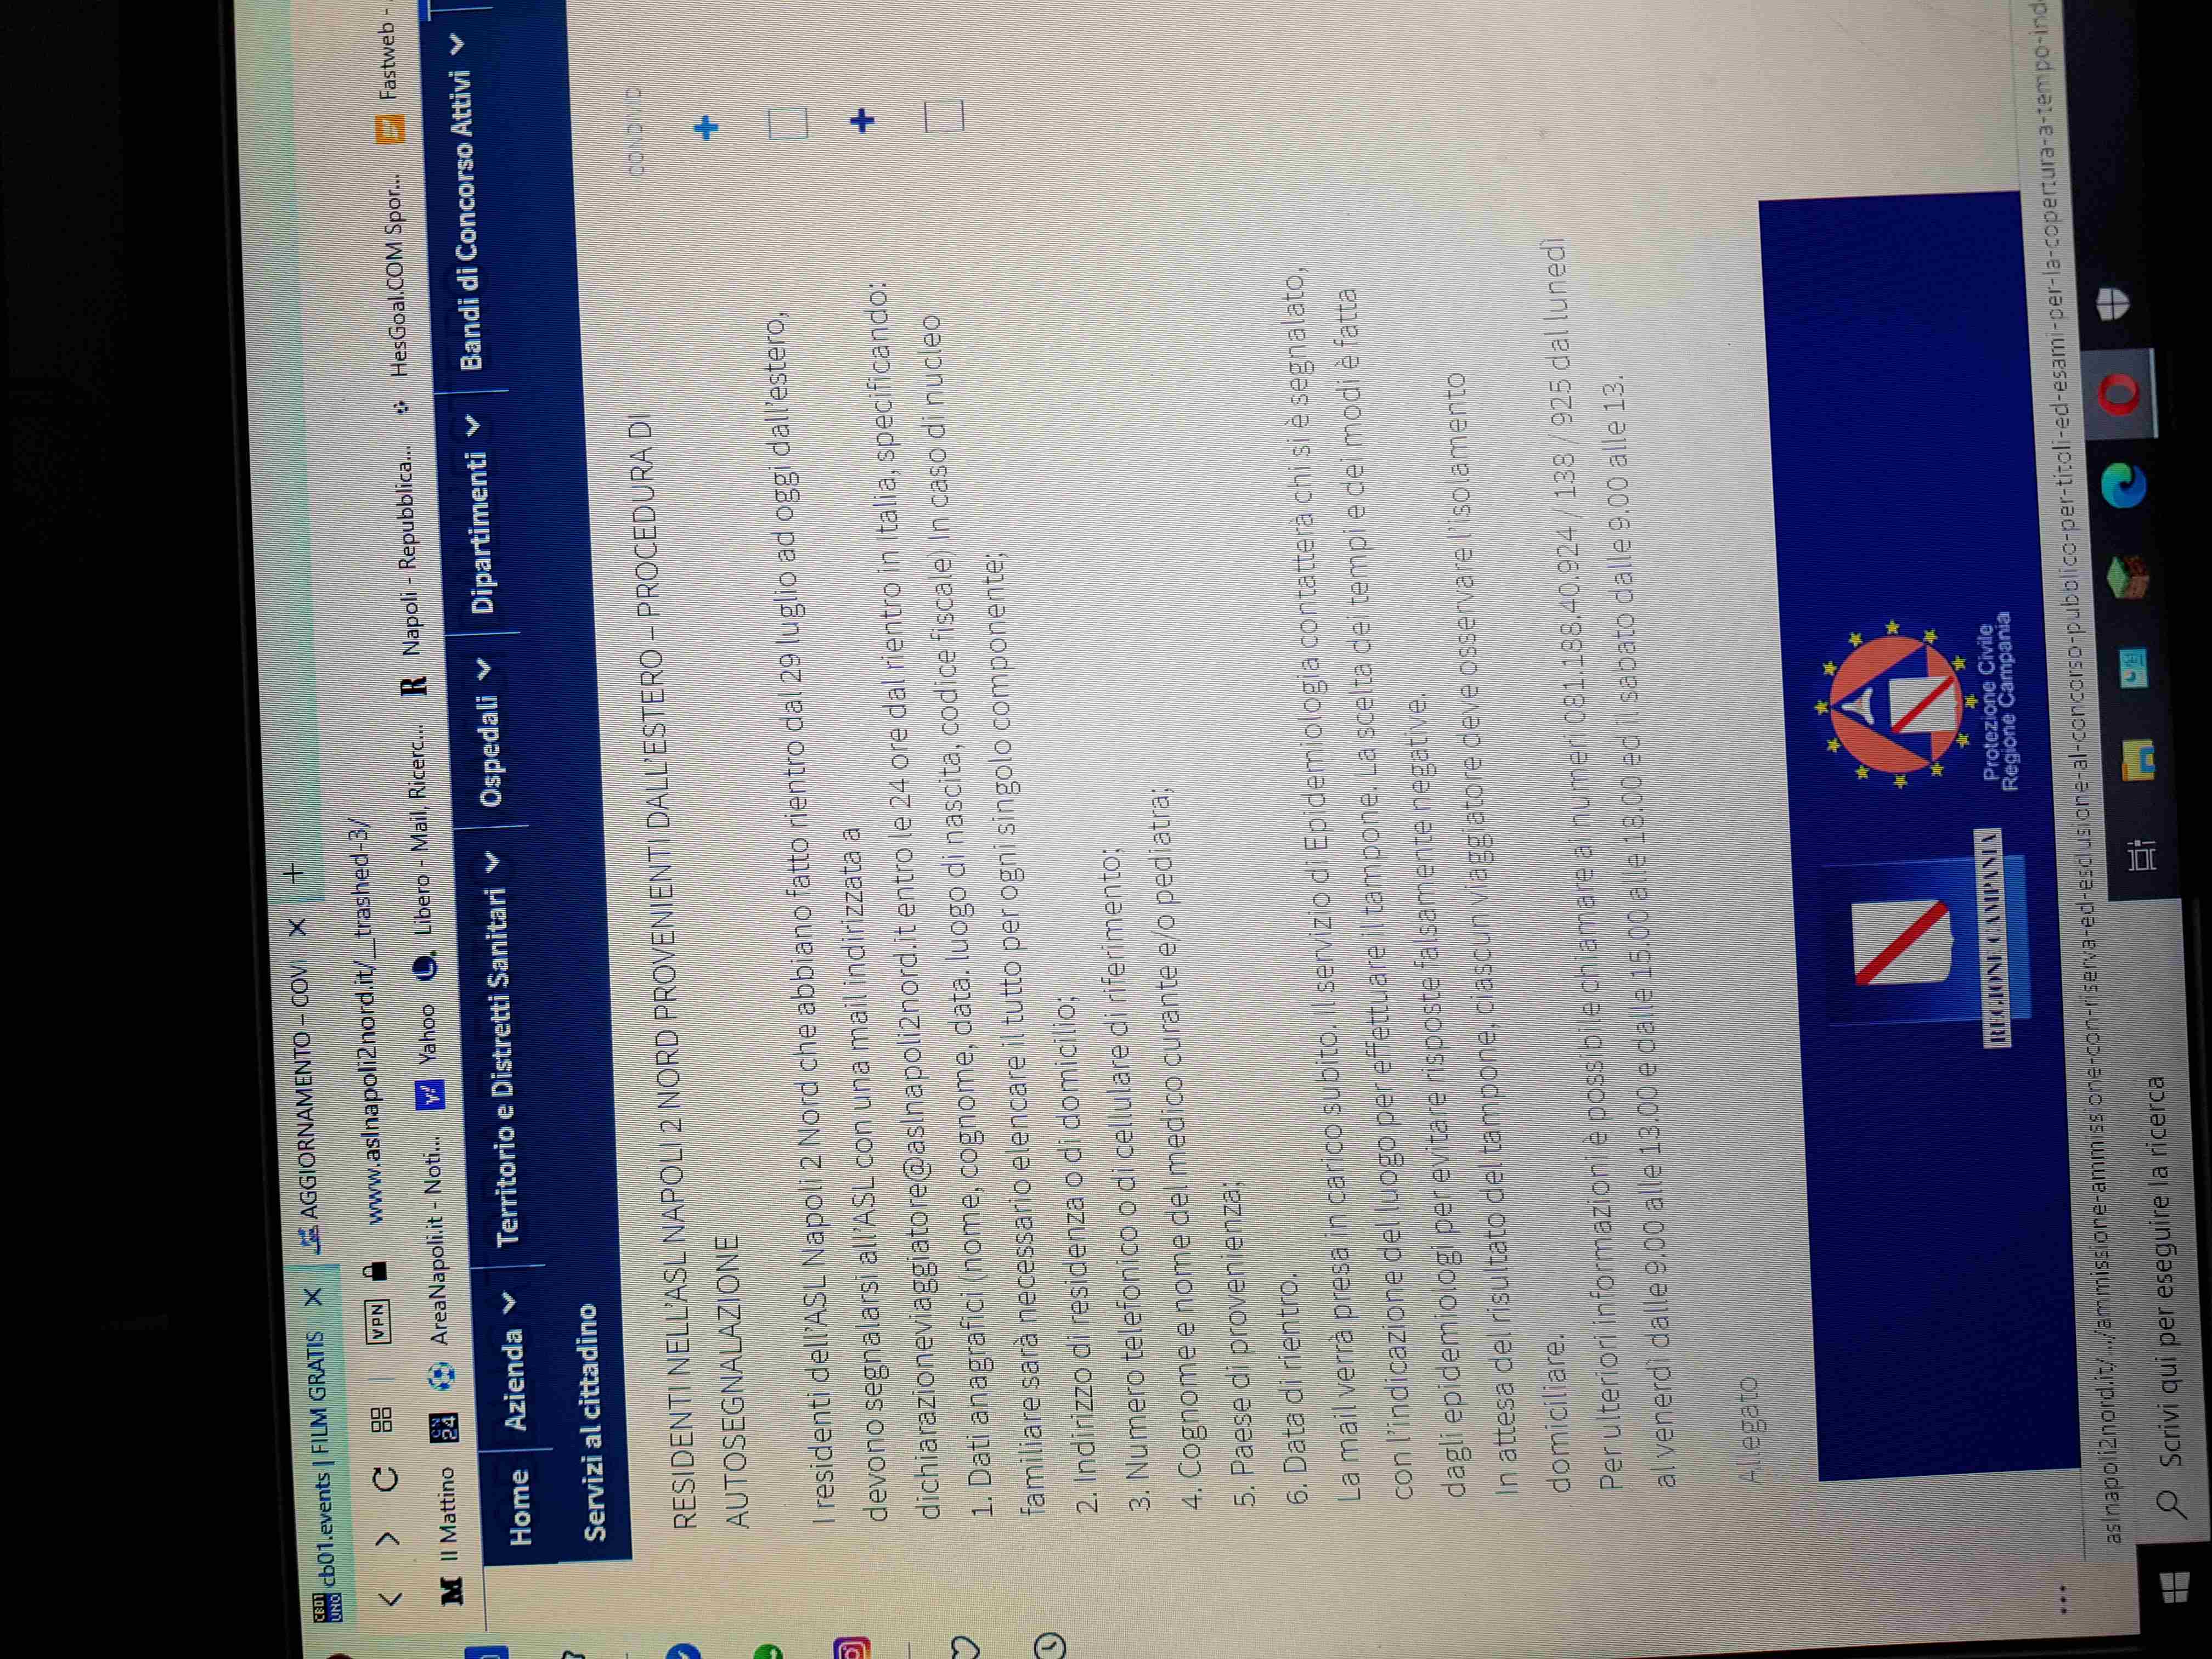 cb01.events | FILM GRATIS
AGGIORNAMENTO – COVI
VPN
www.aslnapoli2nord.it/__trashed-3/
Il Mattino
AreaNapoli.it - Noti...
Yahoo
Libero - Mail, Ricerc...
Napoli - Repubblica...
HesGoal.COM Spor...
Fastweb -
Home
Azienda
Territorio e Distretti Sanitari
Ospedali
Dipartimenti
Bandi di Concorso Attivi
Servizi al cittadino
RESIDENTI NELL'ASL NAPOLI 2 NORD PROVENIENTI DALL'ESTERO – PROCEDURA DI
AUTOSEGNALAZIONE
CONDIVID
I residenti dell'ASL Napoli 2 Nord che abbiano fatto rientro dal 29 luglio ad oggi dall'estero,
devono segnalarsi all'ASL con una mail indirizzata a
dichiarazioneviaggiatore@aslnapoli2nord.it entro le 24 ore dal rientro in Italia, specificando:
1. Dati anagrafici (nome, cognome, data. luogo di nascita, codice fiscale) In caso di nucleo
familiare sarà necessario elencare il tutto per ogni singolo componente;
2. Indirizzo di residenza o di domicilio;
3. Numero telefonico o di cellulare di riferimento;
4. Cognome e nome del medico curante e/o pediatra;
5. Paese di provenienza;
6. Data di rientro.
La mail verrà presa in carico subito. Il servizio di Epidemiologia contatterà chi si è segnalato,
con l'indicazione del luogo per effettuare il tampone. La scelta dei tempi e dei modi è fatta
dagli epidemiologi per evitare risposte falsamente negative.
In attesa del risultato del tampone, ciascun viaggiatore deve osservare l'isolamento
domiciliare.
Per ulteriori informazioni è possibile chiamare ai numeri 081.188.40.924 / 138 / 925 dal lunedì
al venerdì dalle 9.00 alle 13.00 e dalle 15.00 alle 18.00 ed il sabato dalle 9.00 alle 13.
Allegato
REGIONE CAMPANIA
Protezione Civile
Regione Campania
aslnapoli2nord.it/.../ammissione-ammissione-con-riserva-ed-esclusione-al-concorso-pubblico-per-titoli-ed-esami-per-la-copertura-a-tempo-ind
Scrivi qui per eseguire la ricerca